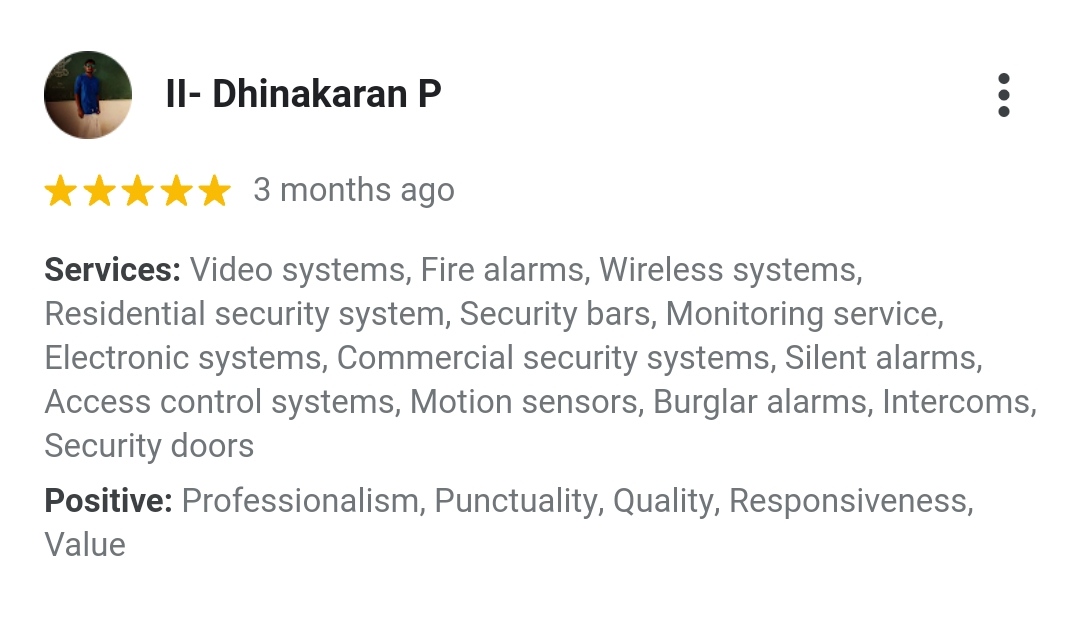 II- Dhinakaran P
3 months ago
Services: Video systems, Fire alarms, Wireless systems,
Residential security system, Security bars, Monitoring service,
Electronic systems, Commercial security systems, Silent alarms,
Access control systems, Motion sensors, Burglar alarms, Intercoms,
Security doors
Positive: Professionalism, Punctuality, Quality, Responsiveness,
Value